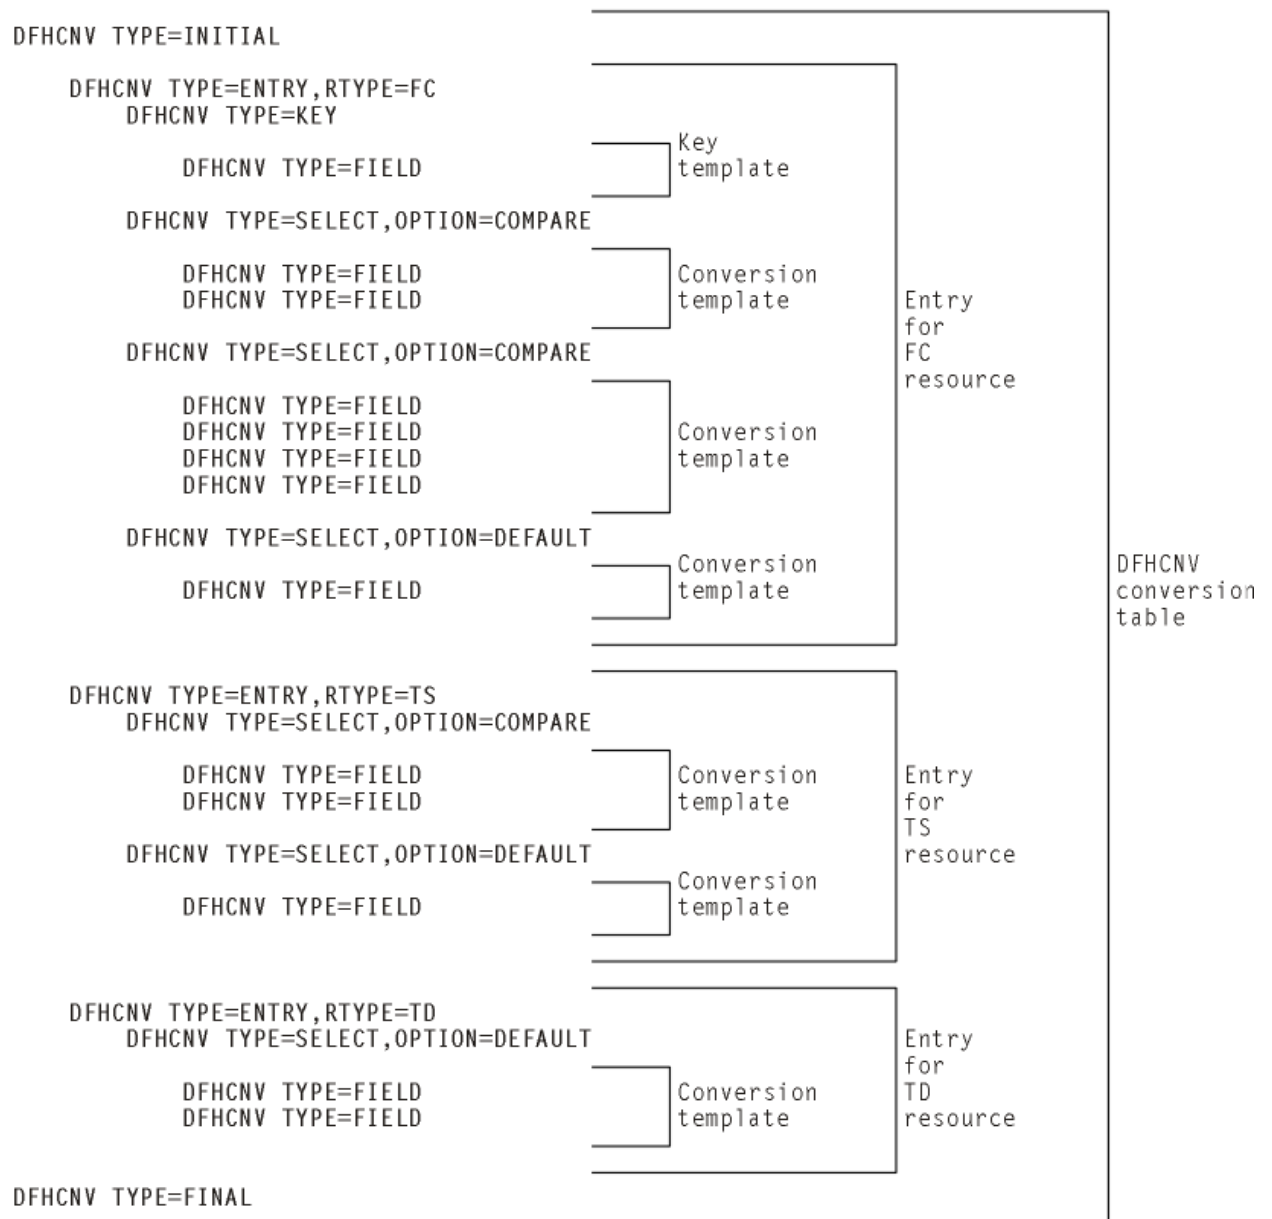 DFHCNV TYPE=INITIAL
DFHCNV TYPE=ENTRY,RTYPE=FC
DFHCNV TYPE=KEY
Key
DFHCNV TYPE=FIELD template
DFHCNV TYPE=SELECT,OPTION=COMPARE
DFHCNV TYPE=FIELD Conversion
DFHCNV TYPE=FIELD template Entry
for
DFHCNV TYPE=SELECT,OPTION=COMPARE FC
resource
DFHCNV TYPE=FIELD
DFHCNV TYPE=FIELD Conversion
DFHCNV TYPE=FIELD template
DFHCNV TYPE=FIELD
DFHCNV TYPE=SELECT,OPTION=DEFAULT
Conversion DFHCNV
DFHCNV TYPE=FIELD template conversion
table
DFHCNV TYPE=ENTRY,RTYPE=TS
DFHCNV TYPE=SELECT,OPTION=COMPARE
DFHCNV TYPE=FIELD Conversion Entry
DFHCNV TYPE=FIELD template for
TS
DFHCNV TYPE=SELECT,OPTION=DEFAULT resource
Conversion
DFHCNV TYPE=FIELD template
DFHCNV TYPE=ENTRY,RTYPE=TD
DFHCNV TYPE=SELECT,OPTION=DEFAULT Entry
for
DFHCNV TYPE=FIELD Conversion TD
DFHCNV TYPE=FIELD template resource
DFHCNV TYPE=FINAL